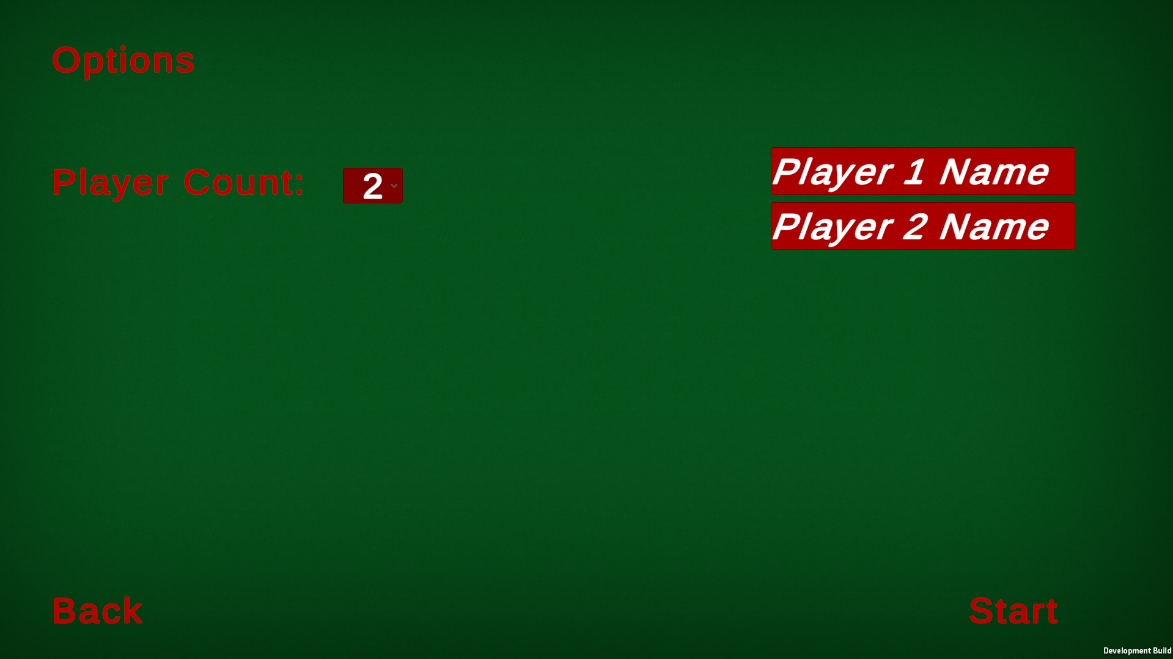 Options
Player Count: 2
Player 1 Name
Player 2 Name
Back
Start
Development Build